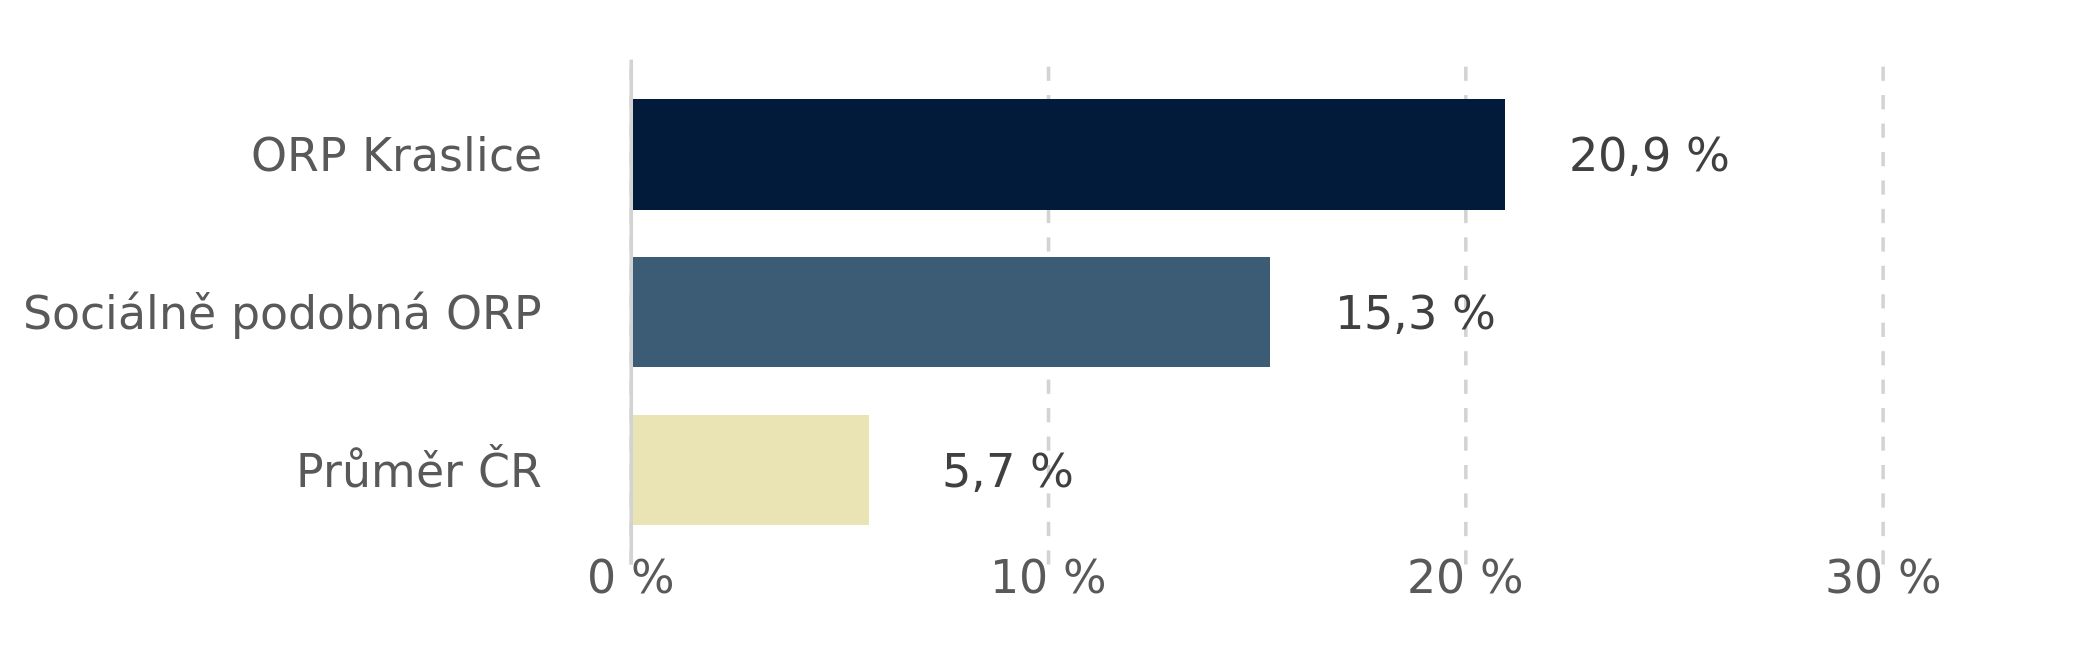 ORP Kraslice 20,9 %
Sociálně podobná ORP 15,3 %
Průměr ČR 5,7 %
0 % 10 % 20 % 30 %